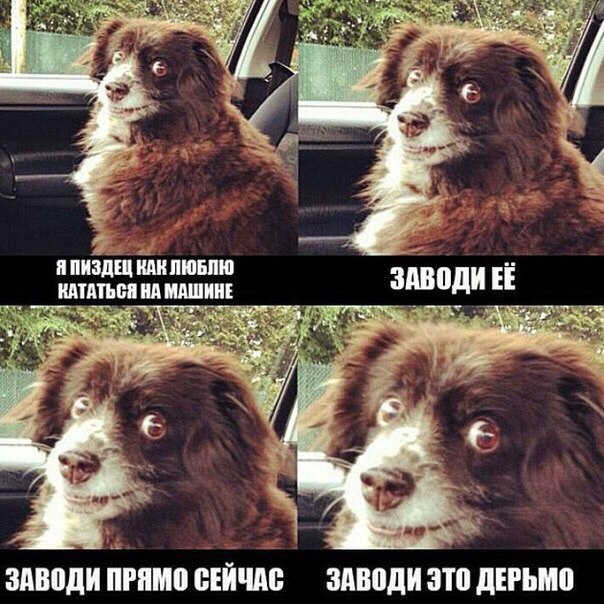 Я ПИЗДЕЦ КАК ЛЮБЛЮ
КАТАТЬСЯ НА МАШИНЕ
ЗАВОДИ ЕЁ
ЗАВОДИ ПРЯМО СЕЙЧАС
ЗАВОДИ ЭТО ДЕРЬМО